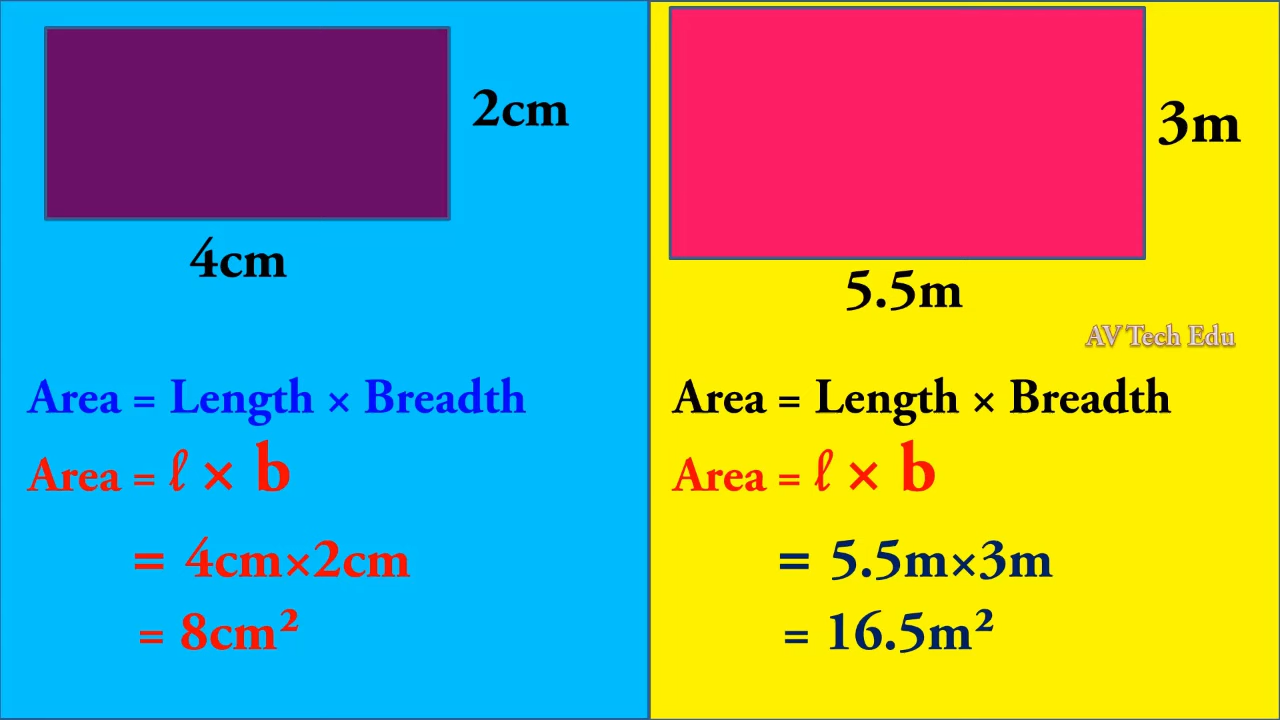 2cm
4cm
Area = Length × Breadth
Area = ℓ × b
= 4cm×2cm
= 8cm²
3m
5.5m
AV Tech Edu
Area = Length × Breadth
Area = ℓ × b
= 5.5m×3m
= 16.5m²